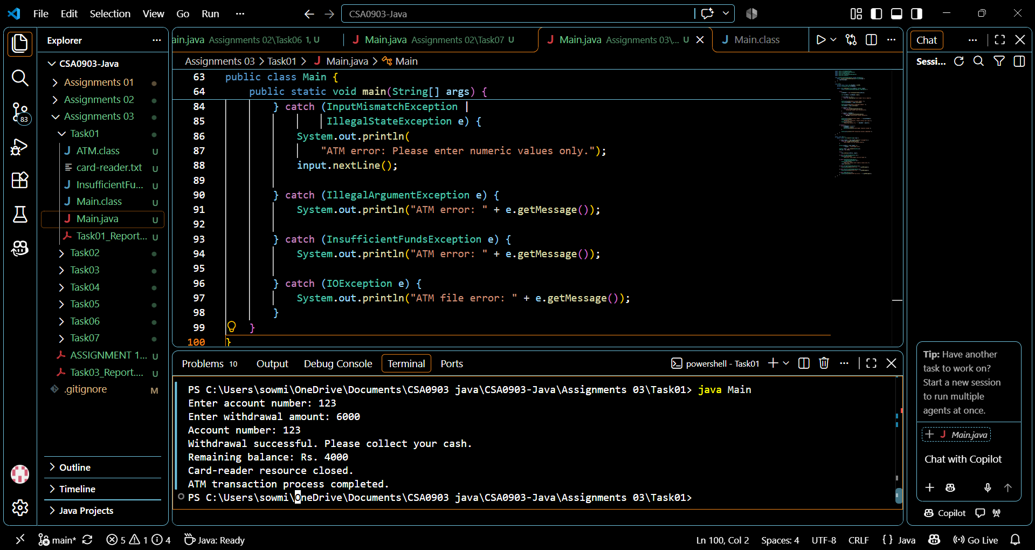 File Edit Selection View Go Run ···
CSA0903-Java
Explorer
CSA0903-Java
Assignments 01
Assignments 02
Assignments 03
Task01
ATM.class U
card-reader.txt U
InsufficientFu... U
Main.class U
Main.java U
Task01_Report... U
Task02
Task03
Task04
Task05
Task06
Task07
ASSIGNMENT 1... U
Task03_Report.... U
.gitignore M
Outline
Timeline
Java Projects
83
ain.java Assignments 02\Task06 1, U
Main.java Assignments 02\Task07 U
Main.java Assignments 03\... U
Main.class
Assignments 03 > Task01 > Main.java > Main
63 public class Main {
64 public static void main(String[] args) {
84 } catch (InputMismatchException |
85 IllegalStateException e) {
86 System.out.println(
87 "ATM error: Please enter numeric values only.");
88 input.nextLine();
89
90 } catch (IllegalArgumentException e) {
91 System.out.println("ATM error: " + e.getMessage());
92
93 } catch (InsufficientFundsException e) {
94 System.out.println("ATM error: " + e.getMessage());
95
96 } catch (IOException e) {
97 System.out.println("ATM file error: " + e.getMessage());
98 }
99 }
100 }
Problems 10 Output Debug Console Terminal Ports
powershell - Task01
PS C:\Users\sowmi\OneDrive\Documents\CSA0903 java\CSA0903-Java\Assignments 03\Task01> java Main
Enter account number: 123
Enter withdrawal amount: 6000
Account number: 123
Withdrawal successful. Please collect your cash.
Remaining balance: Rs. 4000
Card-reader resource closed.
ATM transaction process completed.
PS C:\Users\sowmi\OneDrive\Documents\CSA0903 java\CSA0903-Java\Assignments 03\Task01>
Chat
Sessi...
Tip: Have another
task to work on?
Start a new session
to run multiple
agents at once.
Main.java
Chat with Copilot
Copilot
main* 5 1 4 Java: Ready
Ln 100, Col 2 Spaces: 4 UTF-8 CRLF {} Java Go Live